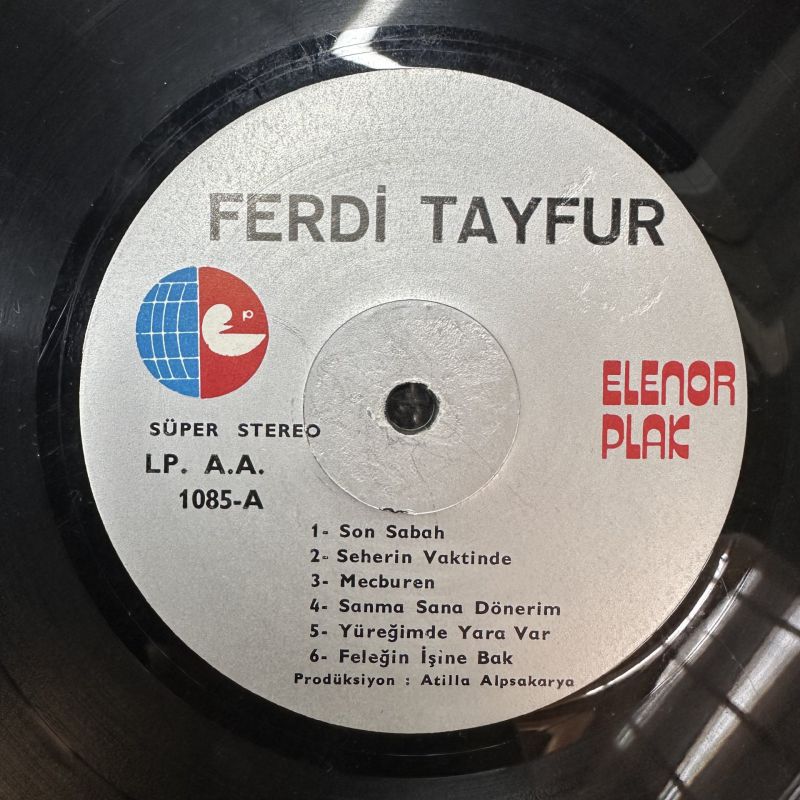 FERDİ TAYFUR
P
ELENOR
PLAK
SÜPER STEREO
LP. A.A.
1085-A
1- Son Sabah
2- Seherin Vaktinde
3- Mecburen
4- Sanma Sana Dönerim
5- Yüreğimde Yara Var
6- Feleğin İşine Bak
Prodüksiyon : Atilla Alpsakarya